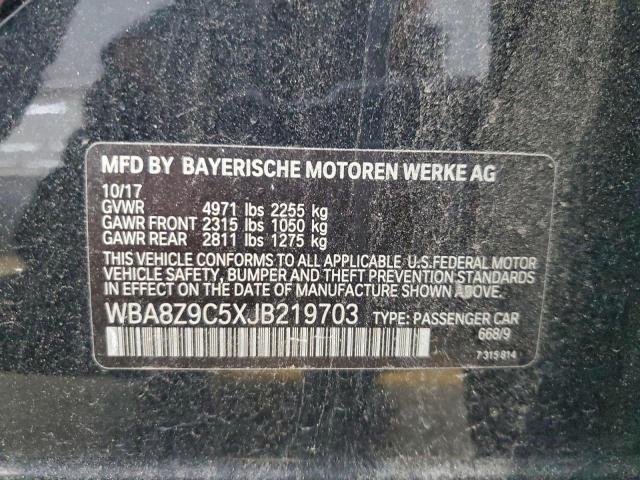 MFD BY BAYERISCHE MOTOREN WERKE AG
10/17
GVWR 4971 lbs 2255 kg
GAWR FRONT 2315 lbs 1050 kg
GAWR REAR 2811 lbs 1275 kg
THIS VEHICLE CONFORMS TO ALL APPLICABLE U.S.FEDERAL MOTOR
VEHICLE SAFETY, BUMPER AND THEFT PREVENTION STANDARDS
IN EFFECT ON THE DATE OF MANUFACTURE SHOWN ABOVE.
WBA8Z9C5XJB219703 TYPE: PASSENGER CAR
668/9
7 315 814